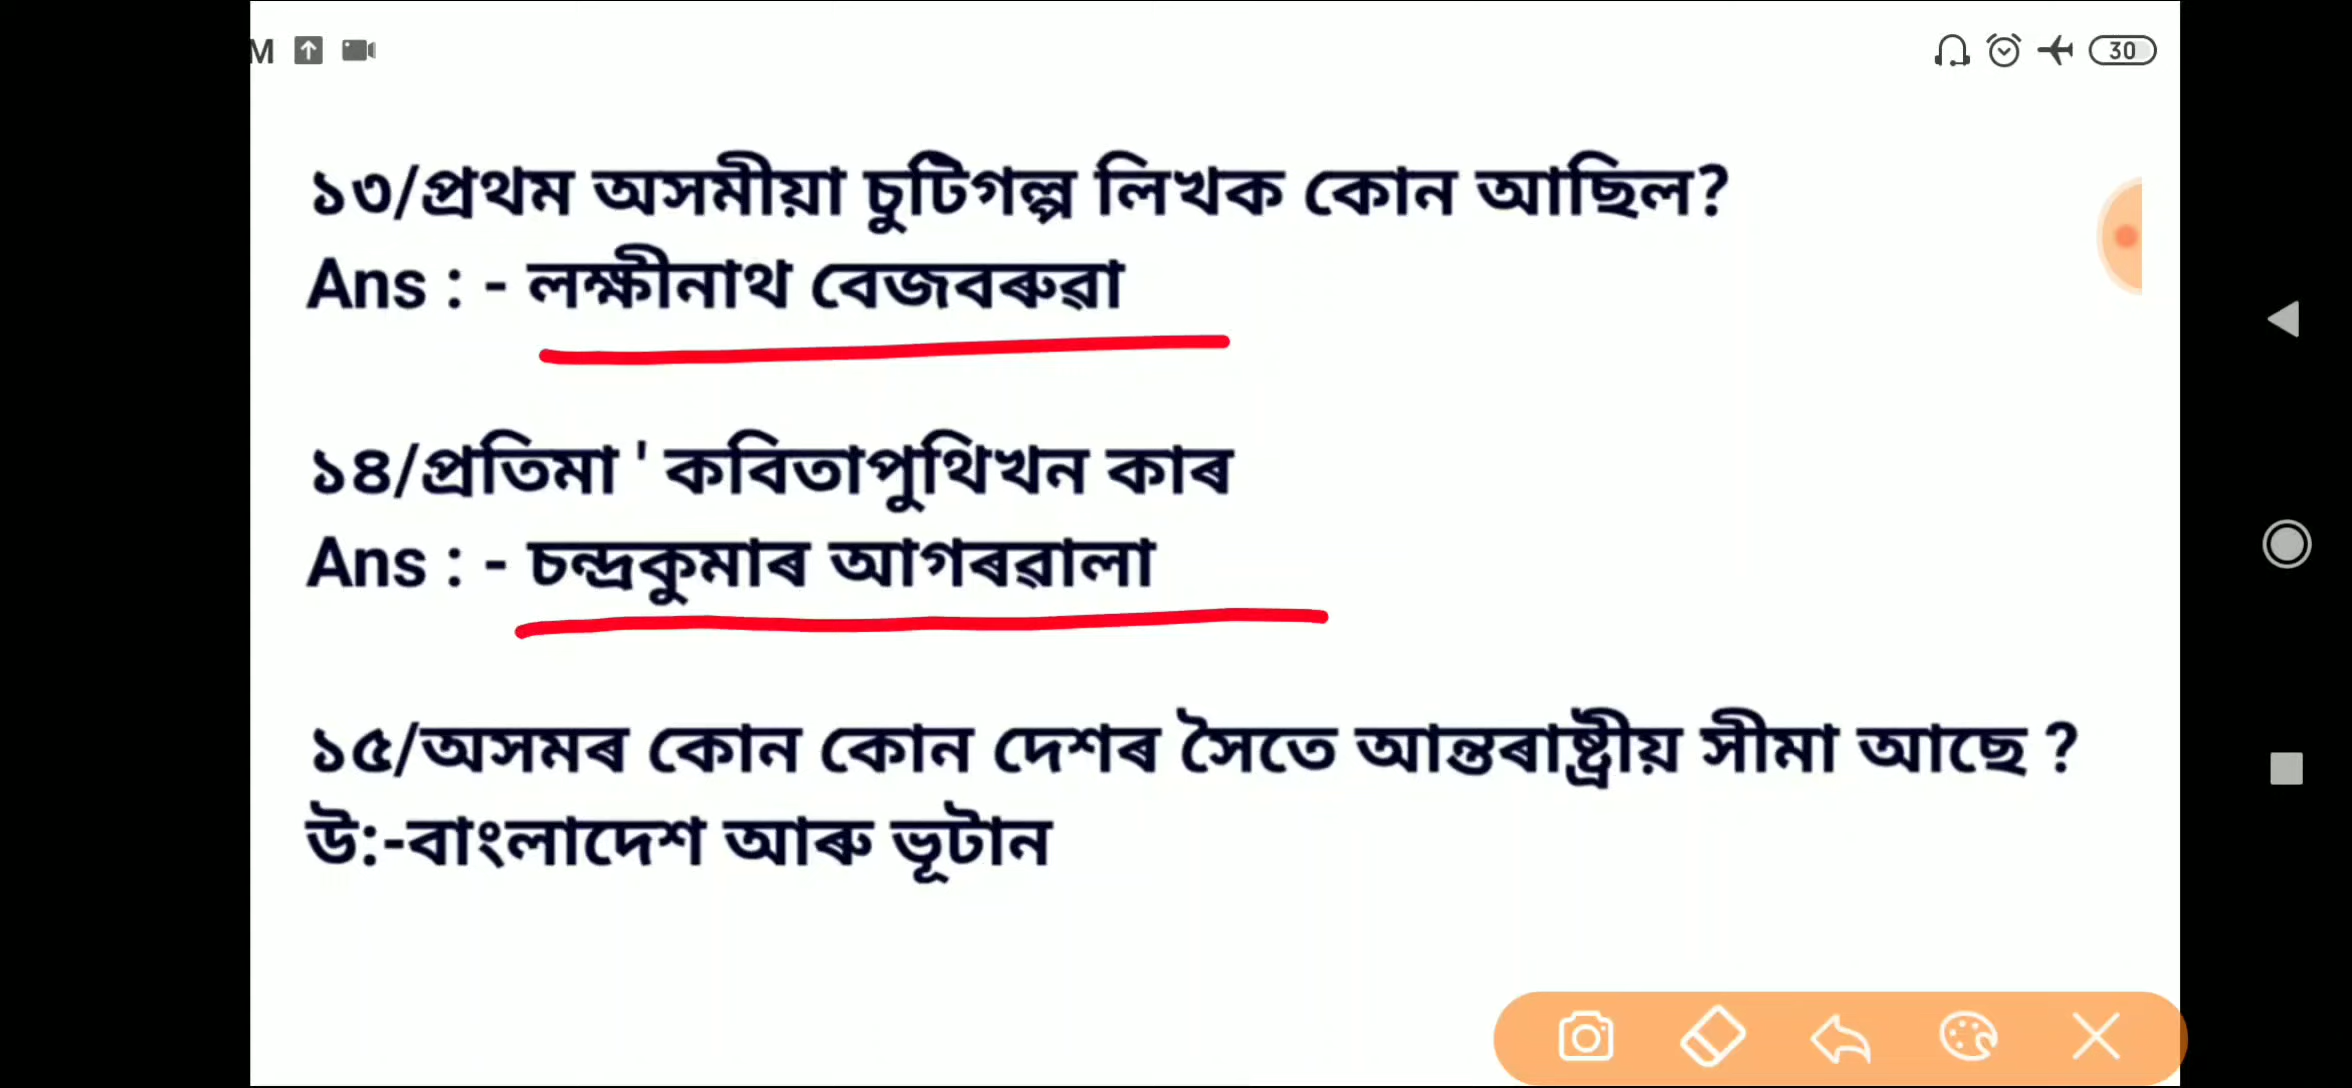 M
30
১৩/প্ৰথম অসমীয়া চুটিগল্প লিখক কোন আছিল?
Ans : - লক্ষীনাথ বেজবৰুৱা
১৪/প্ৰতিমা ' কবিতাপুথিখন কাৰ
Ans : - চন্দ্ৰকুমাৰ আগৰৱালা
১৫/অসমৰ কোন কোন দেশৰ সৈতে আন্তৰাষ্ট্ৰীয় সীমা আছে ?
উ:-বাংলাদেশ আৰু ভূটান